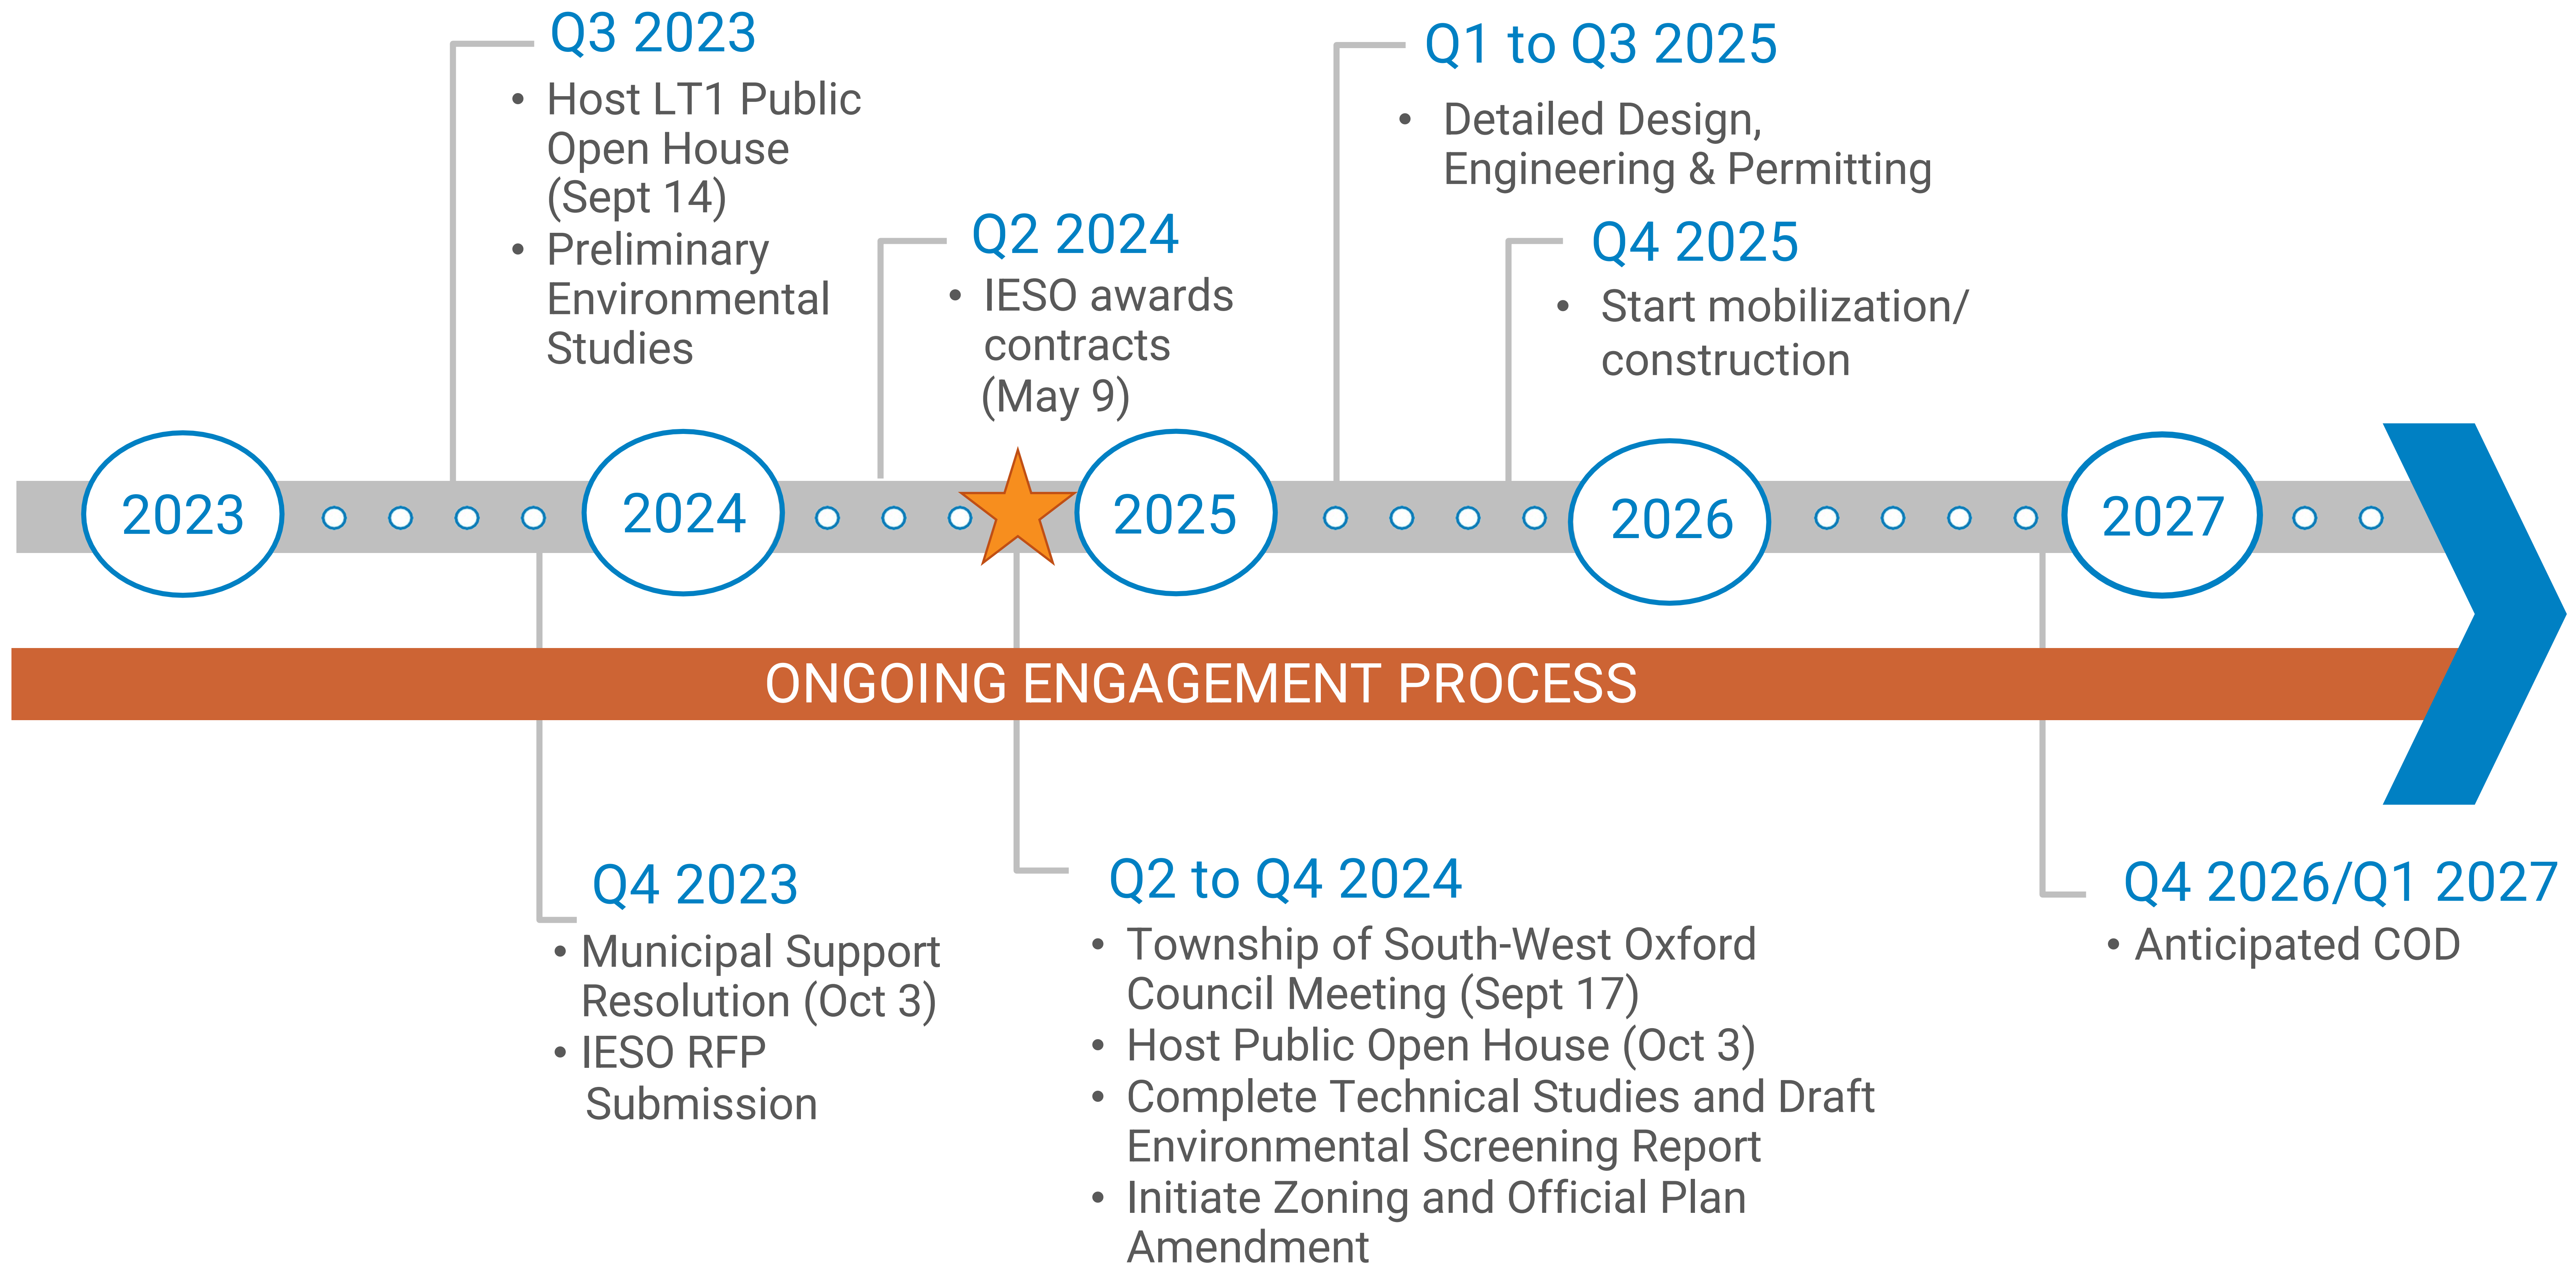 Q3 2023
• Host LT1 Public
Open House
(Sept 14)
• Preliminary
Environmental
Studies
Q2 2024
• IESO awards
contracts
(May 9)
Q1 to Q3 2025
• Detailed Design,
Engineering & Permitting
Q4 2025
• Start mobilization/
construction
2023
2024
2025
2026
2027
ONGOING ENGAGEMENT PROCESS
Q4 2023
• Municipal Support
Resolution (Oct 3)
• IESO RFP
Submission
Q2 to Q4 2024
• Township of South-West Oxford
Council Meeting (Sept 17)
• Host Public Open House (Oct 3)
• Complete Technical Studies and Draft
Environmental Screening Report
• Initiate Zoning and Official Plan
Amendment
Q4 2026/Q1 2027
• Anticipated COD